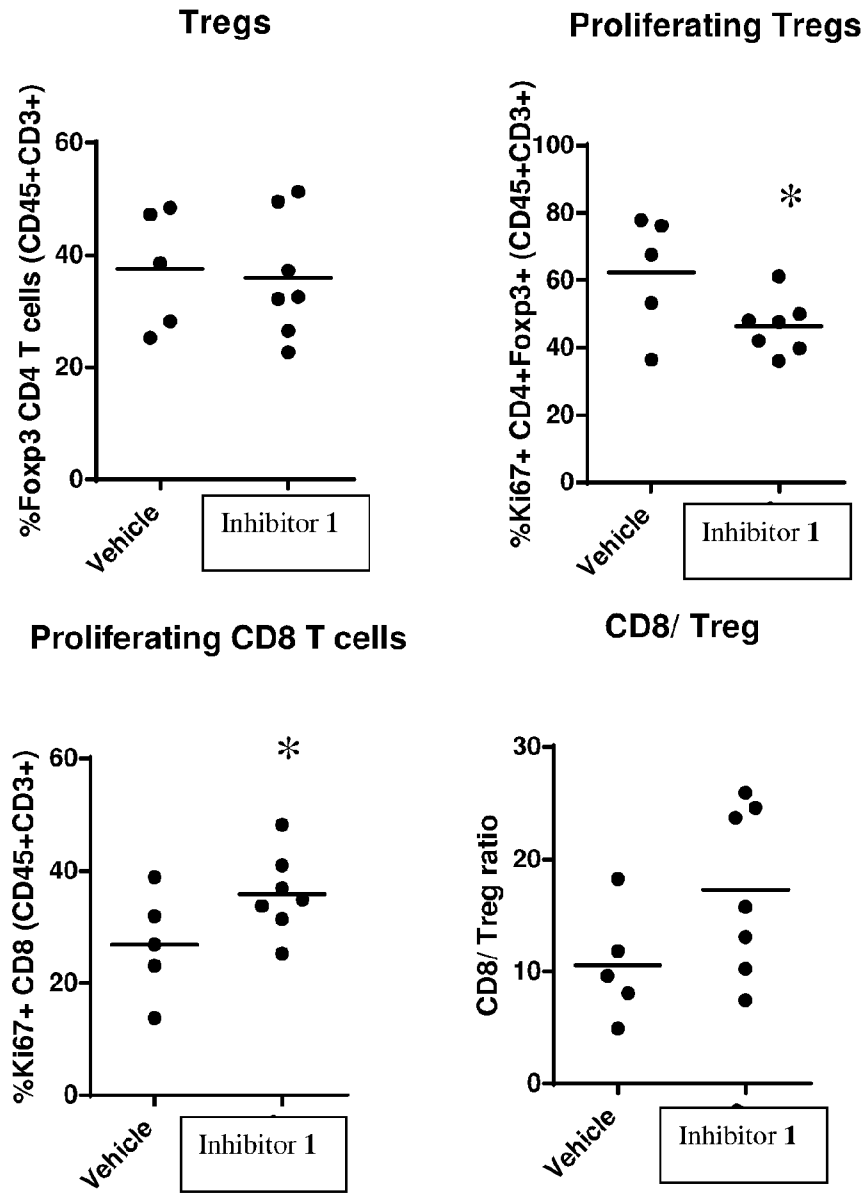 Tregs
%Foxp3 CD4 T cells (CD45+CD3+)
60
40
20
0
Vehicle
Inhibitor 1
Proliferating Tregs
%Ki67+ CD4+Foxp3+ (CD45+CD3+)
100
80
60
40
20
0
*
Vehicle
Inhibitor 1
Proliferating CD8 T cells
%Ki67+ CD8 (CD45+CD3+)
60
40
20
0
*
Vehicle
Inhibitor 1
CD8/ Treg
CD8/ Treg ratio
30
20
10
0
Vehicle
Inhibitor 1